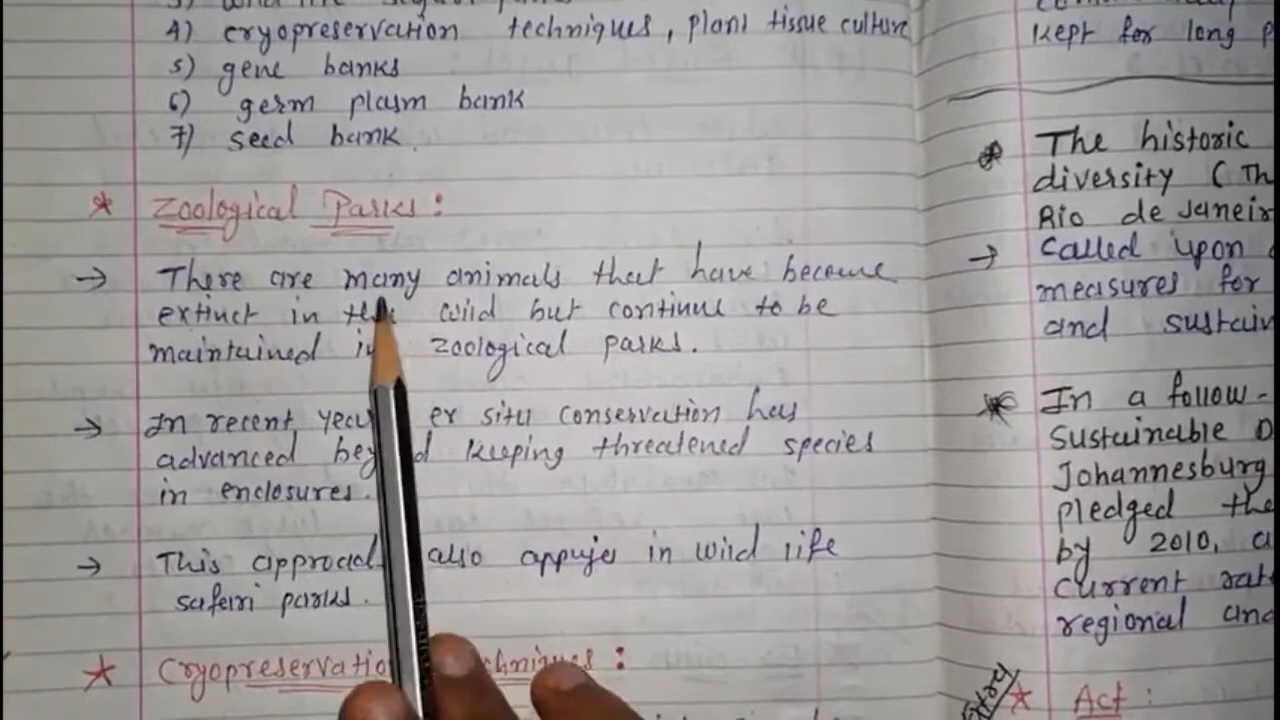 4) cryopreservation techniques, plant tissue culture
5) gene banks
6) germ plasm bank
7) seed bank.
* Zoological Parks:
→ There are many animals that have become
extinct in the wild but continue to be
maintained in zoological parks.
→ In recent year ex situ conservation has
advanced beyond keeping threatened species
in enclosures.
→ This approach also applies in wild life
safari parks.
* Cryopreservation Techniques:
kept for long
* The historic
diversity (Th
Rio de Janeir
→ Called upon
measures for
and sustain
* In a follow-
Sustainable D
Johannesburg
pledged the
by 2010, a
current rat
regional and
Extra
* Act: